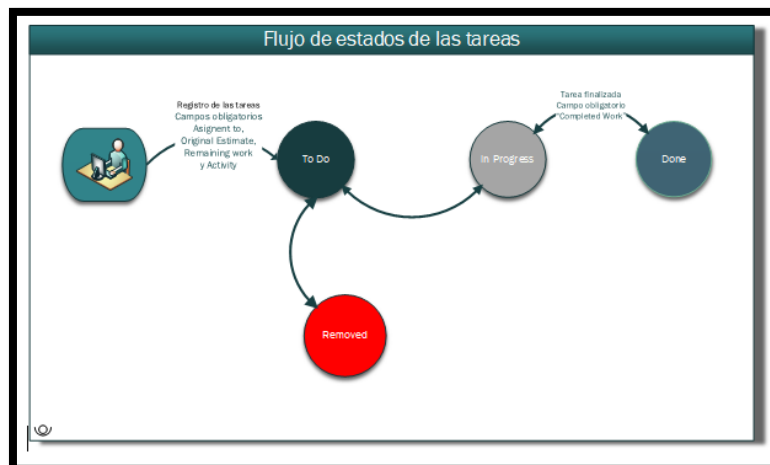 Flujo de estados de las tareas
Registro de las tareas
Campos obligatorios
Asignent to,
Original Estimate,
Remaining work
y Activity
To Do
Tarea finalizada
Campo obligatorio
"Completed Work"
In Progress
Done
Removed